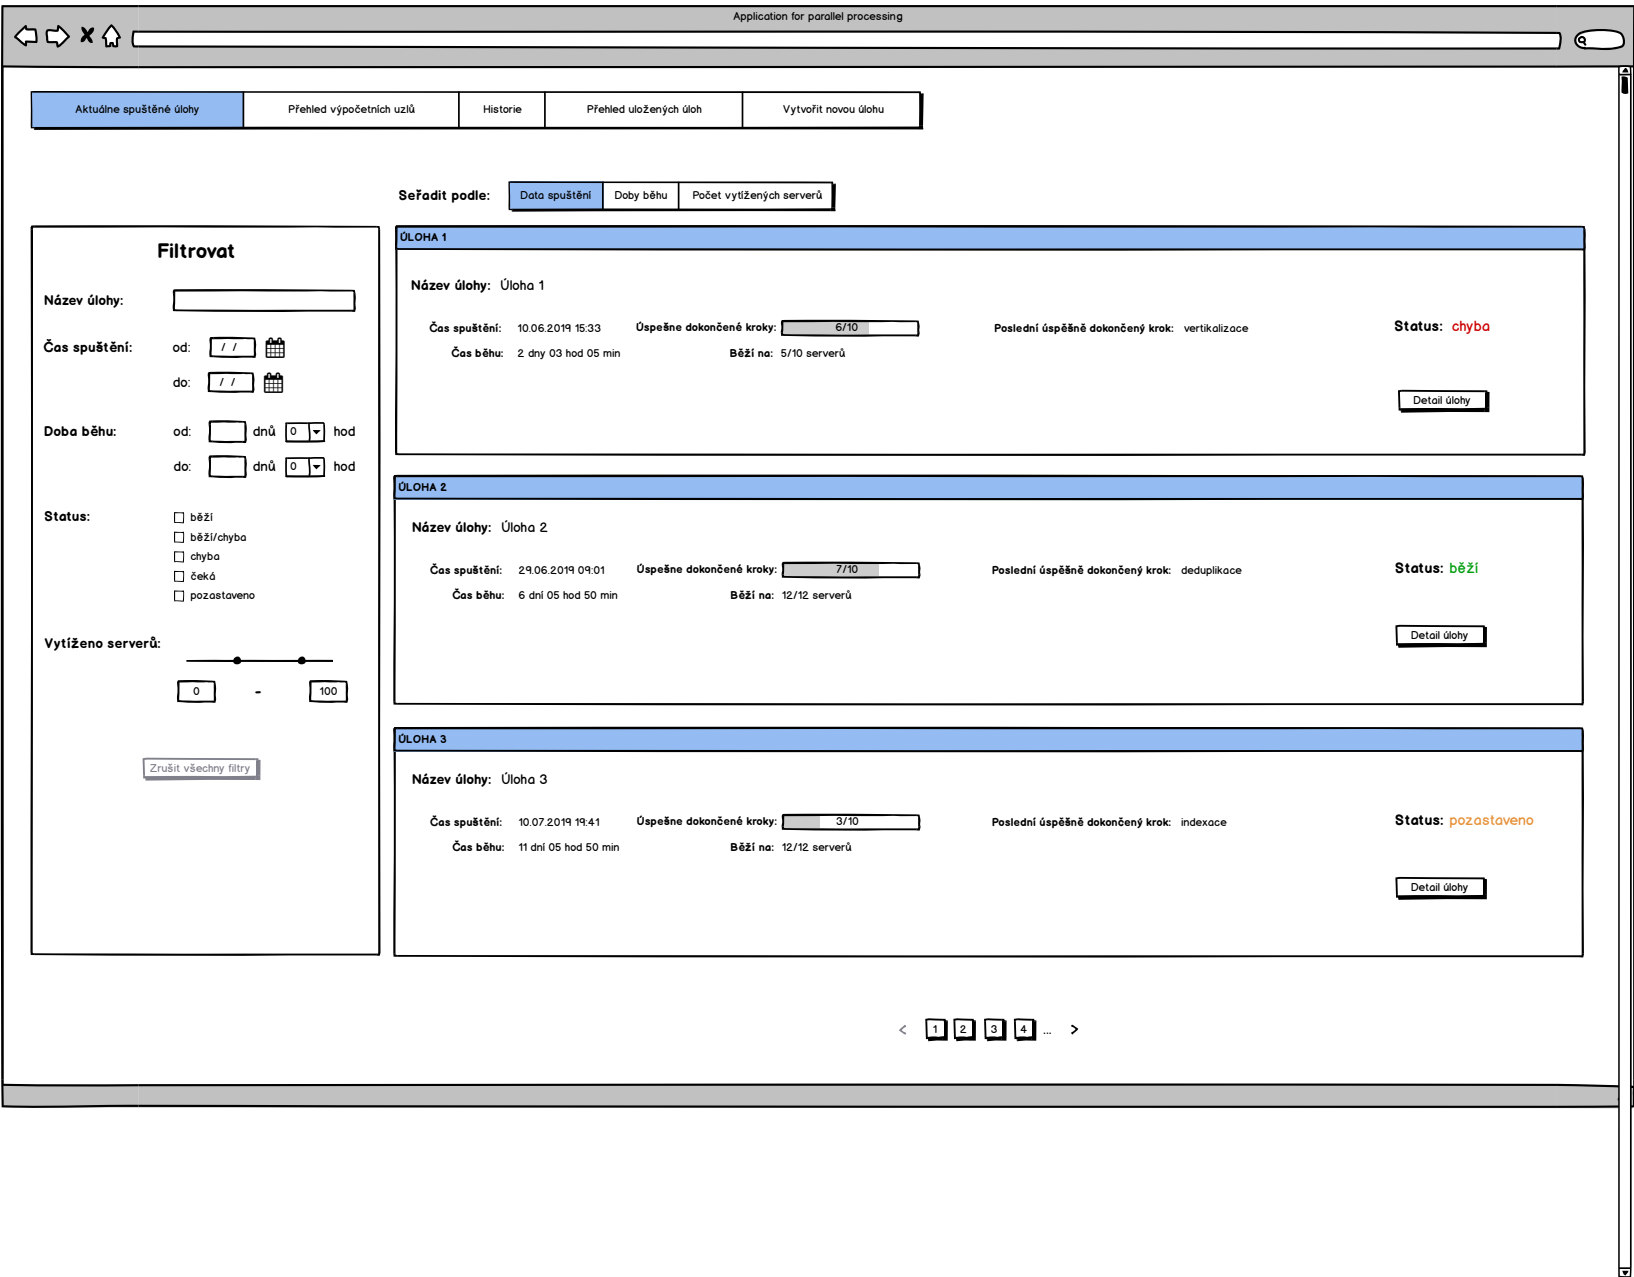 Application for parallel processing
Aktuálne spuštěné úlohy Přehled výpočetních uzlů Historie Přehled uložených úloh Vytvořit novou úlohu
Seřadit podle: Data spuštění Doby běhu Počet vytížených serverů
Filtrovat
Název úlohy:
Čas spuštění: od: / /
do: / /
Doba běhu: od: dnů 0 hod
do: dnů 0 hod
Status: běží
běží/chyba
chyba
čeká
pozastaveno
Vytíženo serverů:
0 - 100
Zrušit všechny filtry
ÚLOHA 1
Název úlohy: Úloha 1
Čas spuštění: 10.06.2019 15:33 Úspešne dokončené kroky: 6/10 Poslední úspěšně dokončený krok: vertikalizace Status: chyba
Čas běhu: 2 dny 03 hod 05 min Běží na: 5/10 serverů
Detail úlohy
ÚLOHA 2
Název úlohy: Úloha 2
Čas spuštění: 29.06.2019 09:01 Úspešne dokončené kroky: 7/10 Poslední úspěšně dokončený krok: deduplikace Status: běží
Čas běhu: 6 dní 05 hod 50 min Běží na: 12/12 serverů
Detail úlohy
ÚLOHA 3
Název úlohy: Úloha 3
Čas spuštění: 10.07.2019 19:41 Úspešne dokončené kroky: 3/10 Poslední úspěšně dokončený krok: indexace Status: pozastaveno
Čas běhu: 11 dní 05 hod 50 min Běží na: 12/12 serverů
Detail úlohy
< 1 2 3 4 ... >